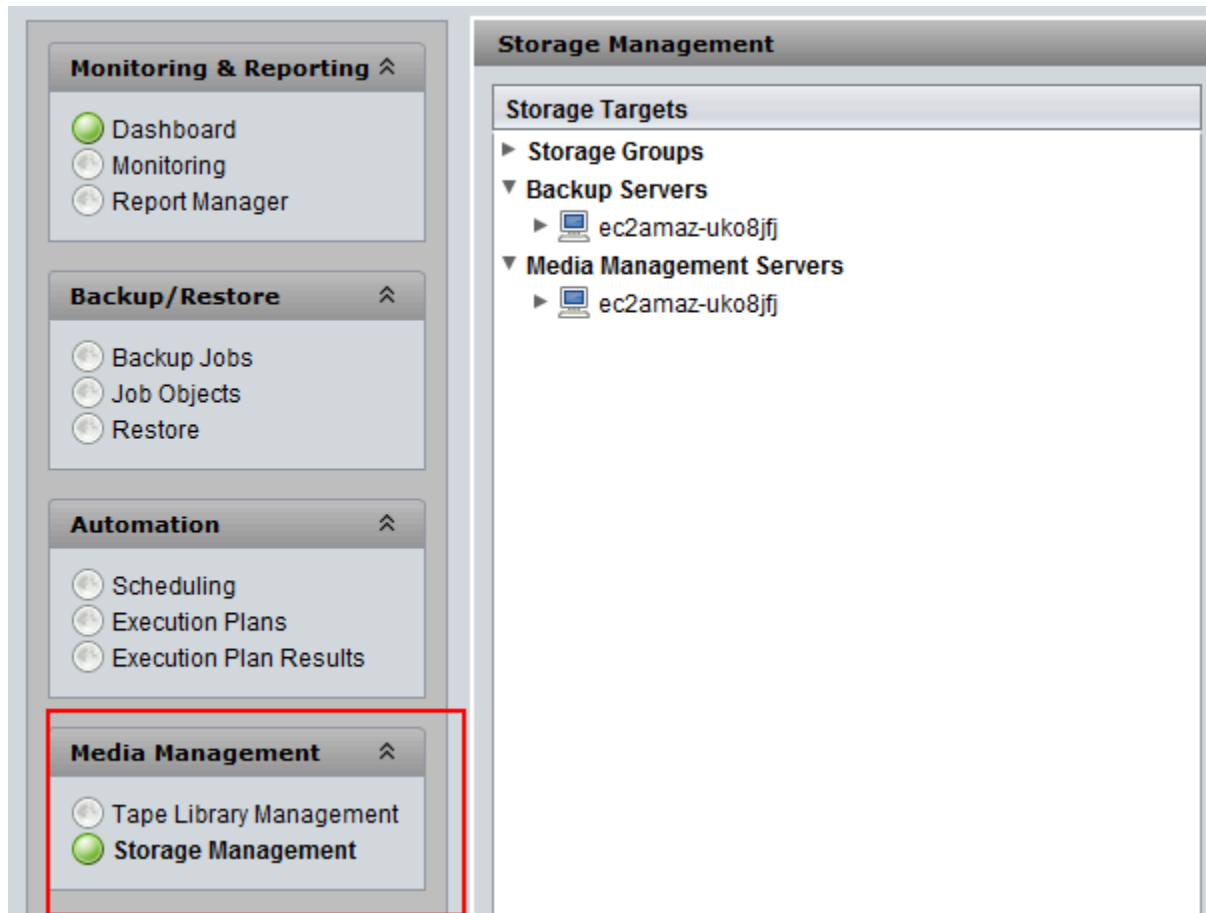 Monitoring & Reporting
Dashboard
Monitoring
Report Manager
Backup/Restore
Backup Jobs
Job Objects
Restore
Automation
Scheduling
Execution Plans
Execution Plan Results
Media Management
Tape Library Management
Storage Management
Storage Management
Storage Targets
Storage Groups
Backup Servers
ec2amaz-uko8jfj
Media Management Servers
ec2amaz-uko8jfj